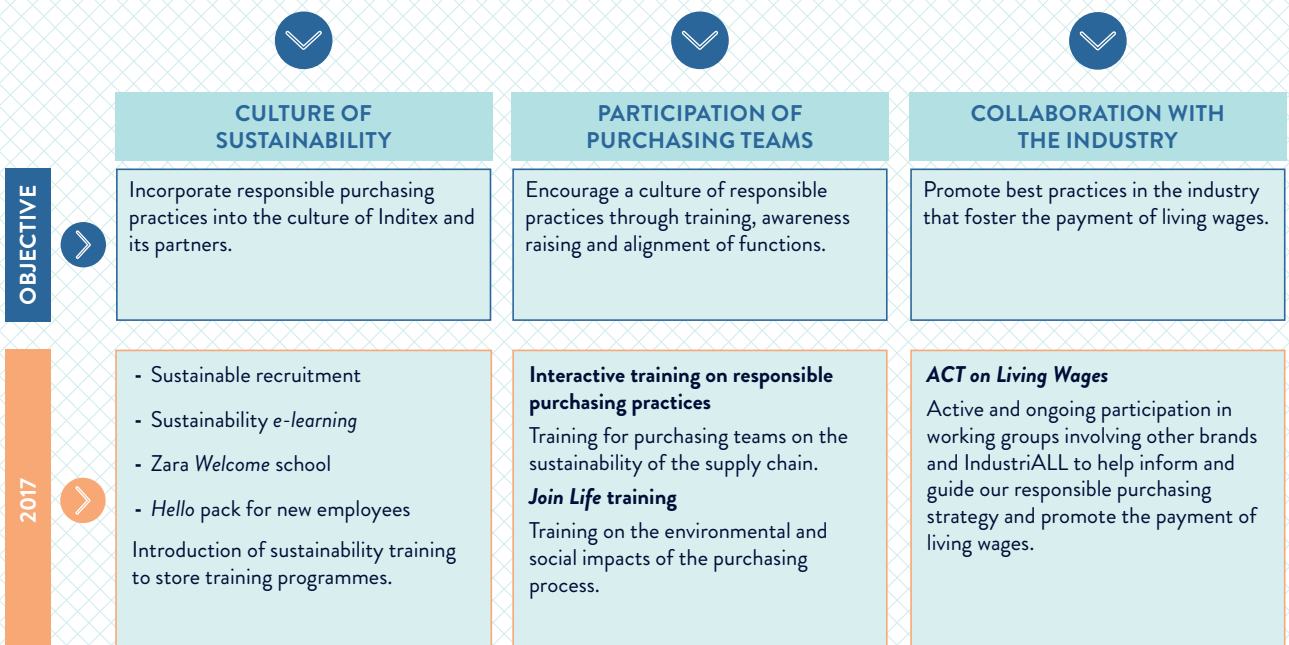 CULTURE OF
SUSTAINABILITY
PARTICIPATION OF
PURCHASING TEAMS
COLLABORATION WITH
THE INDUSTRY
OBJECTIVE
Incorporate responsible purchasing
practices into the culture of Inditex and
its partners.
Encourage a culture of responsible
practices through training, awareness
raising and alignment of functions.
Promote best practices in the industry
that foster the payment of living wages.
2017
- Sustainable recruitment
- Sustainability e-learning
- Zara Welcome school
- Hello pack for new employees
Introduction of sustainability training
to store training programmes.
Interactive training on responsible
purchasing practices
Training for purchasing teams on the
sustainability of the supply chain.
Join Life training
Training on the environmental and
social impacts of the purchasing
process.
ACT on Living Wages
Active and ongoing participation in
working groups involving other brands
and IndustriALL to help inform and
guide our responsible purchasing
strategy and promote the payment of
living wages.